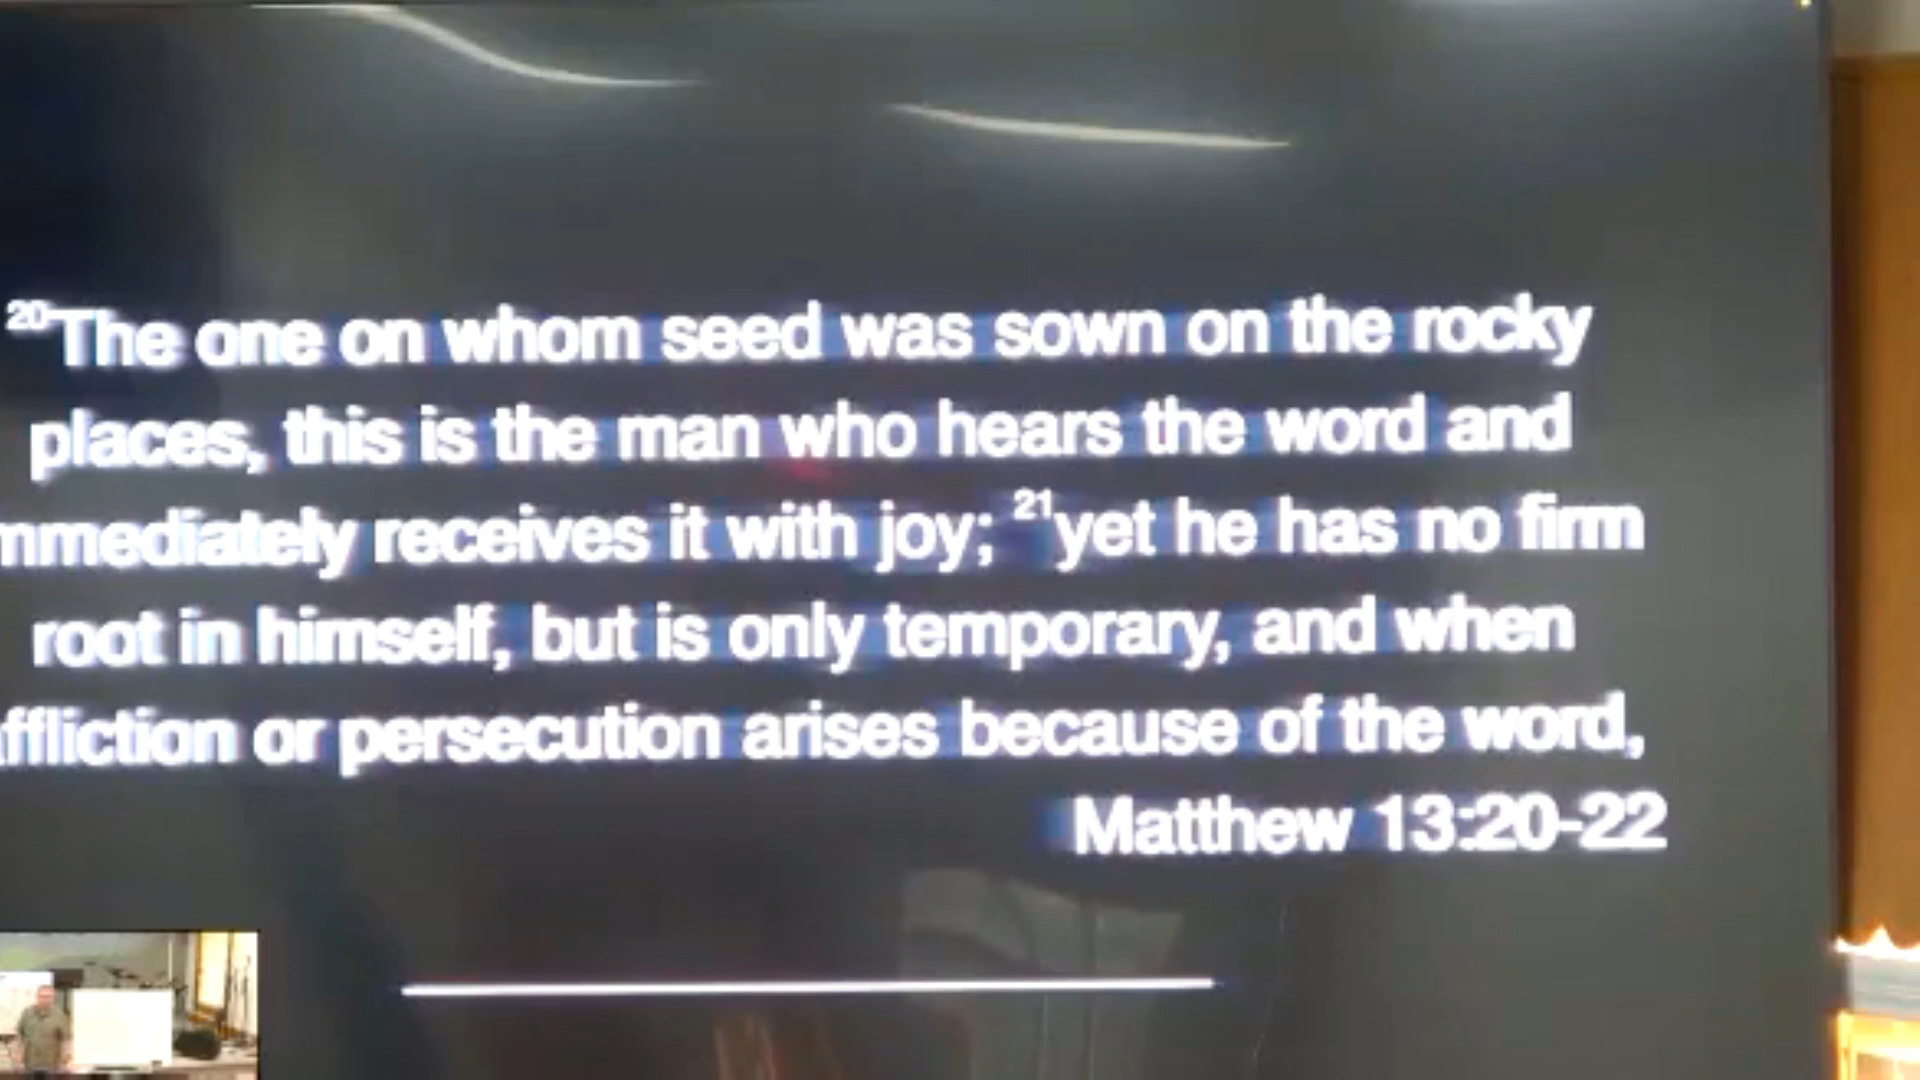 20The one on whom seed was sown on the rocky
places, this is the man who hears the word and
mmediately receives it with joy; 21yet he has no firm
root in himself, but is only temporary, and when
ffliction or persecution arises because of the word,
Matthew 13:20-22